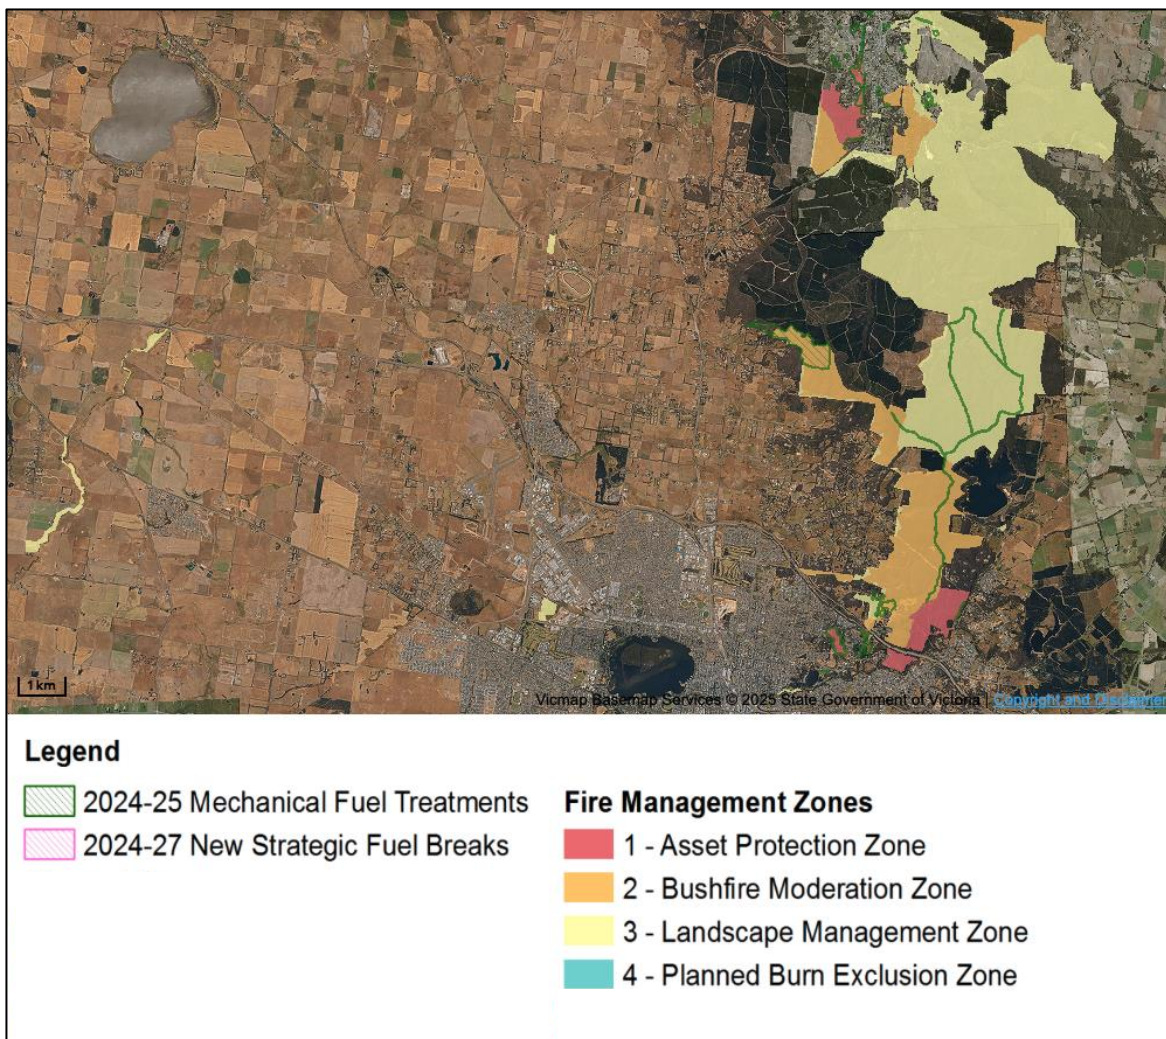 1 km
Vicmap Basemap Services © 2025 State Government of Victoria | Copyright and Disclaimer
Legend
2024-25 Mechanical Fuel Treatments
2024-27 New Strategic Fuel Breaks
Fire Management Zones
1 - Asset Protection Zone
2 - Bushfire Moderation Zone
3 - Landscape Management Zone
4 - Planned Burn Exclusion Zone